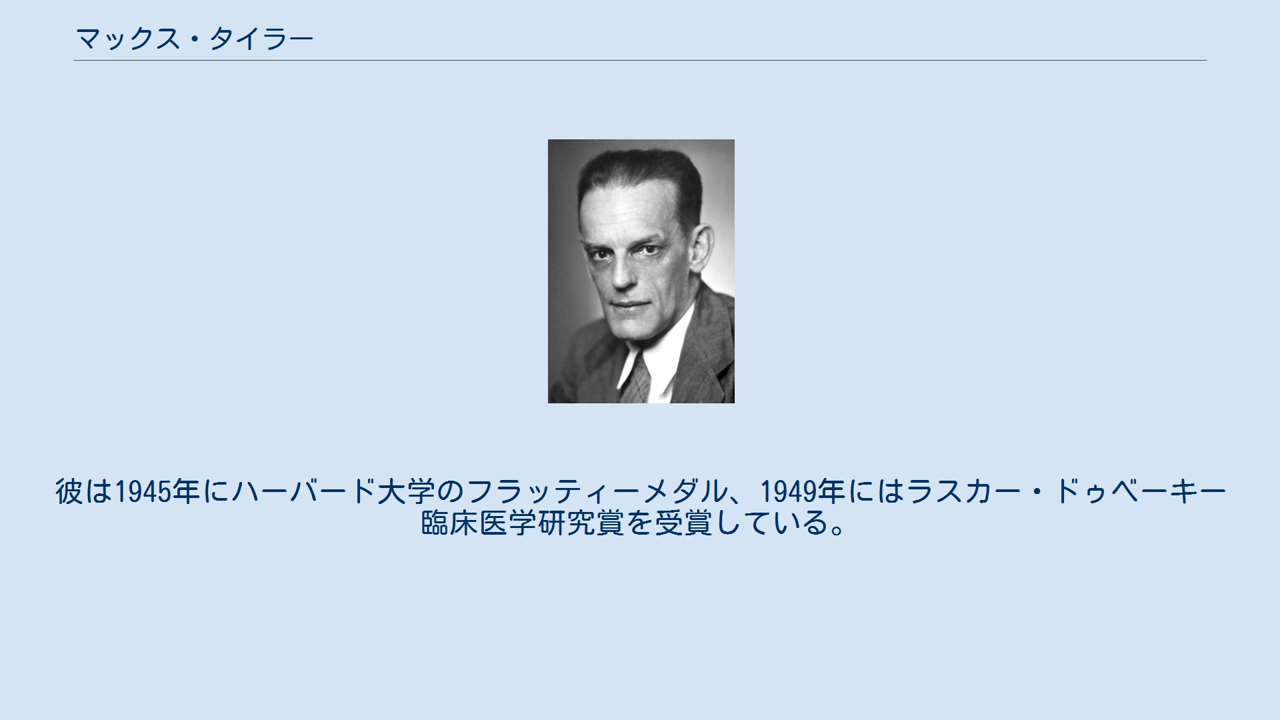 マックス・タイラー
彼は1945年にハーバード大学のフラッティーメダル、1949年にはラスカー・ドゥベーキー
臨床医学研究賞を受賞している。